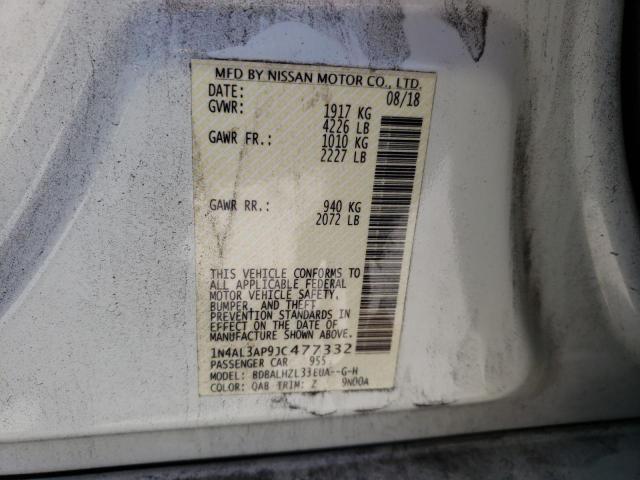 MFD BY NISSAN MOTOR CO., LTD.
DATE: 08/18
GVWR: 1917 KG
4226 LB
GAWR FR.: 1010 KG
2227 LB
GAWR RR.: 940 KG
2072 LB
THIS VEHICLE CONFORMS TO
ALL APPLICABLE FEDERAL
MOTOR VEHICLE SAFETY,
BUMPER, AND THEFT
PREVENTION STANDARDS IN
EFFECT ON THE DATE OF
MANUFACTURE SHOWN ABOVE.
1N4AL3AP9JC477332
PASSENGER CAR 955
MODEL: BDBALHZL33EUA--G-H
COLOR: QAB TRIM: Z 9N00A